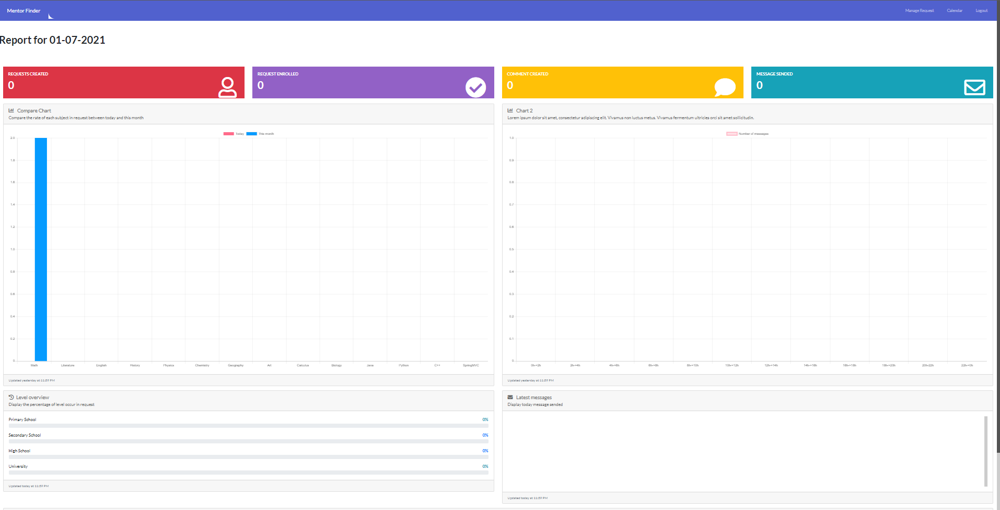 Mentor Finder
Manage Request Calendar Logout
Report for 01-07-2021
REQUESTS CREATED
0
REQUEST ENROLLED
0
COMMENT CREATED
0
MESSAGE SENDED
0
Compare Chart
Compare the rate of each subject in request between today and this month
Today This month
2.0
1.8
1.6
1.4
1.2
1.0
0.8
0.6
0.4
0.2
0
Math Literature English History Physics Chemistry Geography Art Calculus Biology Java Python C++ SpringMVC
Updated yesterday at 11:59 PM
Chart 2
Lorem ipsum dolor sit amet, consectetur adipiscing elit. Vivamus non luctus metus. Vivamus fermentum ultricies orci sit amet sollicitudin.
Number of messages
1.0
0.9
0.8
0.7
0.6
0.5
0.4
0.3
0.2
0.1
0
0h->2h 2h->4h 4h->6h 6h->8h 8h->10h 10h->12h 12h->14h 14h->16h 16h->18h 18h->20h 20h-22h 22h->0h
Updated yesterday at 11:59 PM
Level overview
Display the percentage of level occur in request
Primary School 0%
Secondary School 0%
High School 0%
University 0%
Updated today at 11:59 PM
Latest messages
Display today message sended
Updated today at 11:59 PM